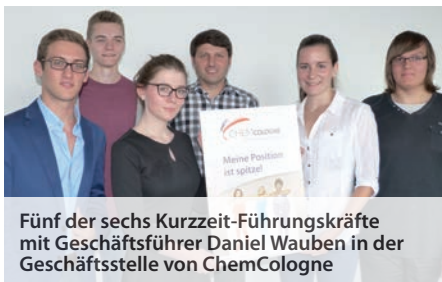 CHEMCOLOGNE
Meine Position
ist spitze!
Fünf der sechs Kurzzeit-Führungskräfte
mit Geschäftsführer Daniel Wauben in der
Geschäftsstelle von ChemCologne